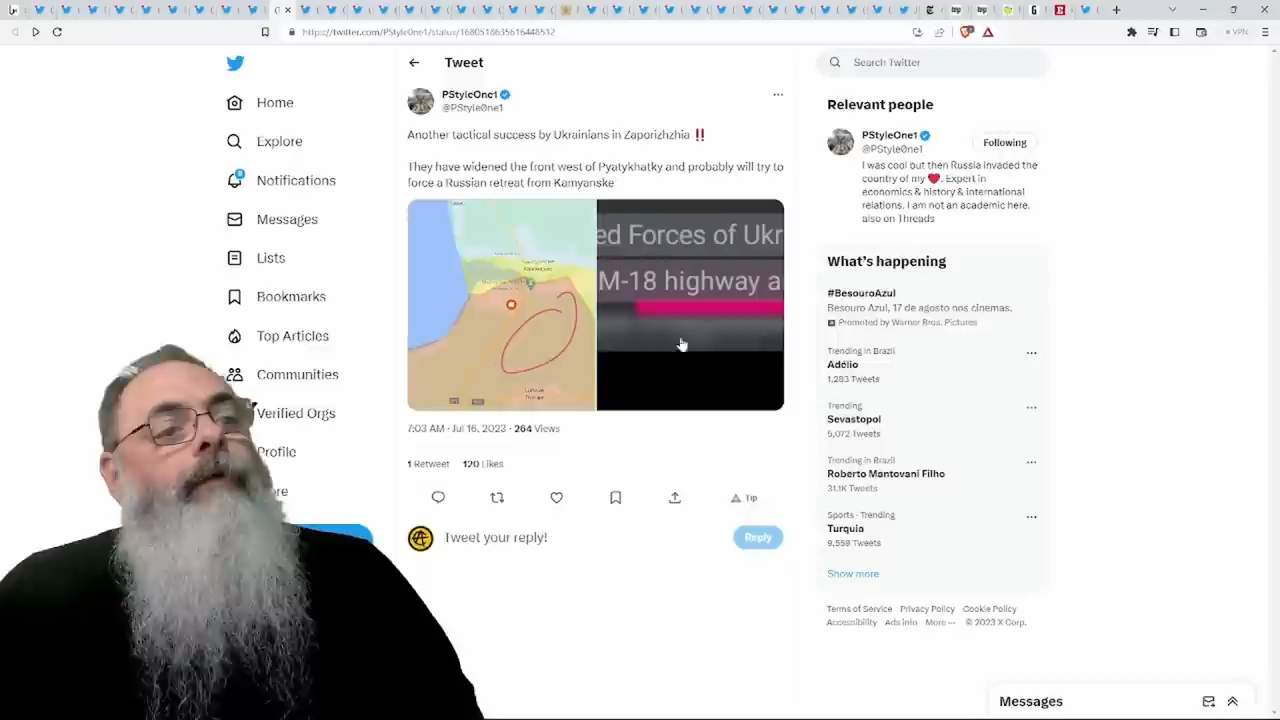 https://twitter.com/PStyle0ne1/status/1680518635616448512
VPN
Home
Explore
Notifications
Messages
Lists
Bookmarks
Top Articles
Communities
Verified Orgs
Profile
Tweet
PStyleOne1
@PStyle0ne1
Another tactical success by Ukrainians in Zaporizhzhia ‼
They have widened the front west of Pyatykhatky and probably will try to
force a Russian retreat from Kamyanske
ed Forces of Ukr
M-18 highway a
7:03 AM · Jul 16, 2023 · 264 Views
1 Retweet 120 Likes
Tip
Tweet your reply!
Reply
Search Twitter
Relevant people
PStyleOne1
@PStyle0ne1
Following
I was cool but then Russia invaded the
country of my ❤. Expert in
economics & history & international
relations. I am not an academic here.
also on Threads
What's happening
#BesouroAzul
Besouro Azul, 17 de agosto nos cinemas.
Promoted by Warner Bros. Pictures
Trending in Brazil
Adélio
1,283 Tweets
Trending
Sevastopol
5,072 Tweets
Trending in Brazil
Roberto Mantovani Filho
31.1K Tweets
Sports · Trending
Turquia
9,559 Tweets
Show more
Terms of Service Privacy Policy Cookie Policy
Accessibility Ads info More ··· © 2023 X Corp.
Messages